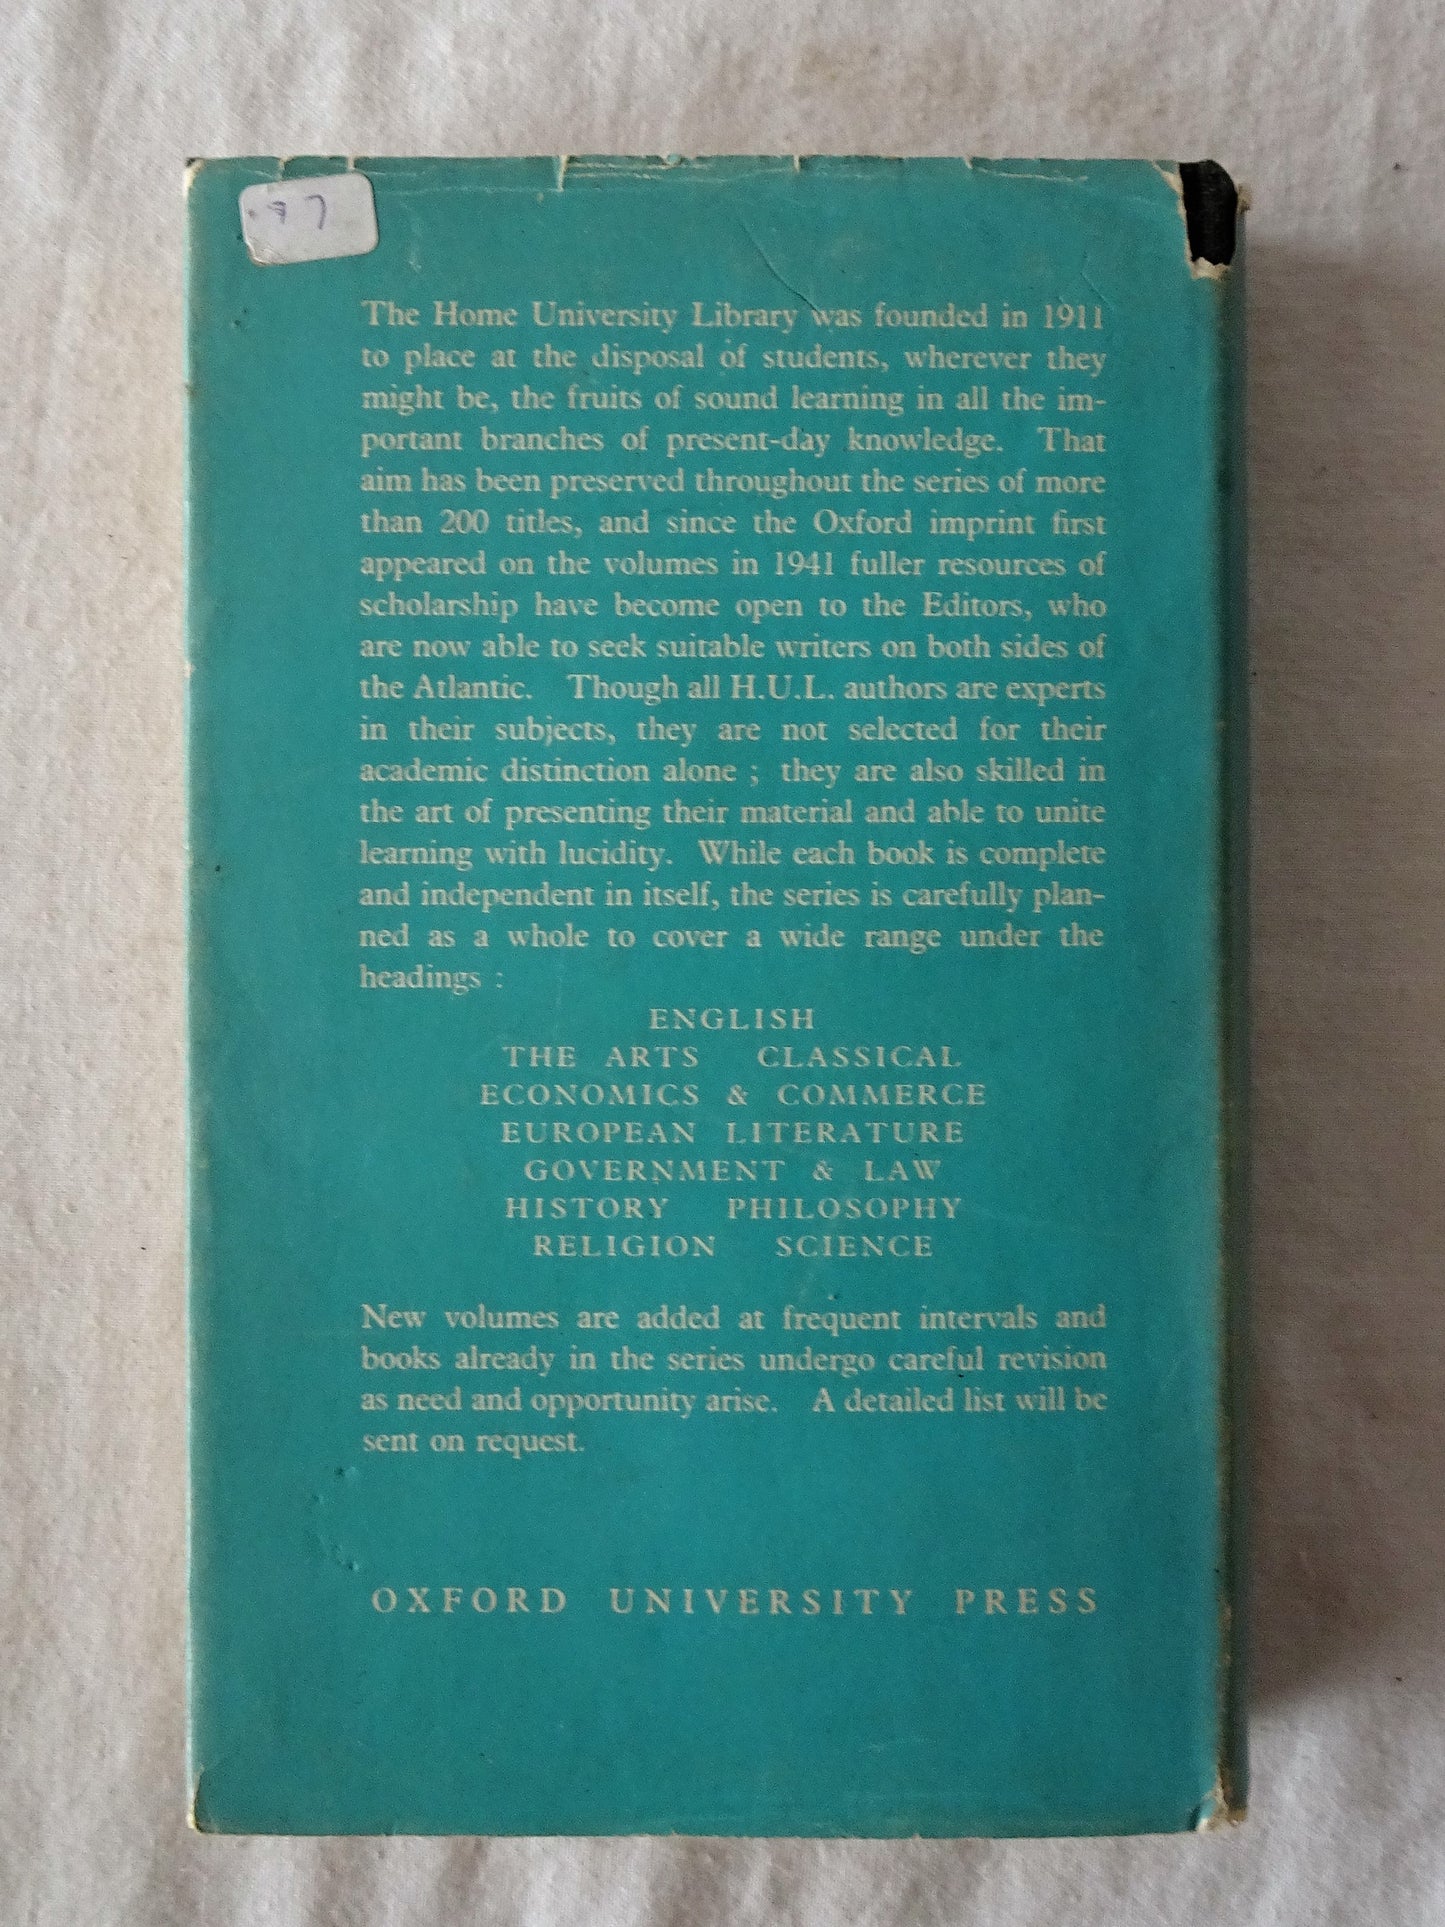 The Home University Library was founded in 1911
to place at the disposal of students, wherever they
might be, the fruits of sound learning in all the im-
portant branches of present-day knowledge. That
aim has been preserved throughout the series of more
than 200 titles, and since the Oxford imprint first
appeared on the volumes in 1941 fuller resources of
scholarship have become open to the Editors, who
are now able to seek suitable writers on both sides of
the Atlantic. Though all H.U.L. authors are experts
in their subjects, they are not selected for their
academic distinction alone ; they are also skilled in
the art of presenting their material and able to unite
learning with lucidity. While each book is complete
and independent in itself, the series is carefully plan-
ned as a whole to cover a wide range under the
headings :
ENGLISH
THE ARTS CLASSICAL
ECONOMICS & COMMERCE
EUROPEAN LITERATURE
GOVERNMENT & LAW
HISTORY PHILOSOPHY
RELIGION SCIENCE
New volumes are added at frequent intervals and
books already in the series undergo careful revision
as need and opportunity arise. A detailed list will be
sent on request.
OXFORD UNIVERSITY PRESS